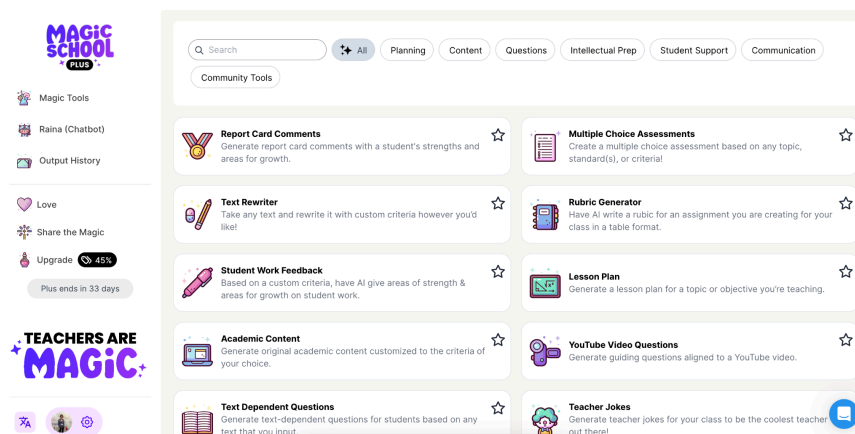 MAGiC
SCHOOL
PLUS
Magic Tools
Raina (Chatbot)
Output History
Love
Share the Magic
Upgrade 45%
Plus ends in 33 days
TEACHERS ARE
MAGiC
Search
All
Planning
Content
Questions
Intellectual Prep
Student Support
Communication
Community Tools
Report Card Comments
Generate report card comments with a student's strengths and
areas for growth.
Multiple Choice Assessments
Create a multiple choice assessment based on any topic,
standard(s), or criteria!
Text Rewriter
Take any text and rewrite it with custom criteria however you'd
like!
Rubric Generator
Have AI write a rubric for an assignment you are creating for your
class in a table format.
Student Work Feedback
Based on a custom criteria, have AI give areas of strength &
areas for growth on student work.
Lesson Plan
Generate a lesson plan for a topic or objective you're teaching.
Academic Content
Generate original academic content customized to the criteria of
your choice.
YouTube Video Questions
Generate guiding questions aligned to a YouTube video.
Text Dependent Questions
Generate text-dependent questions for students based on any
text that you input.
Teacher Jokes
Generate teacher jokes for your class to be the coolest teacher
out there!